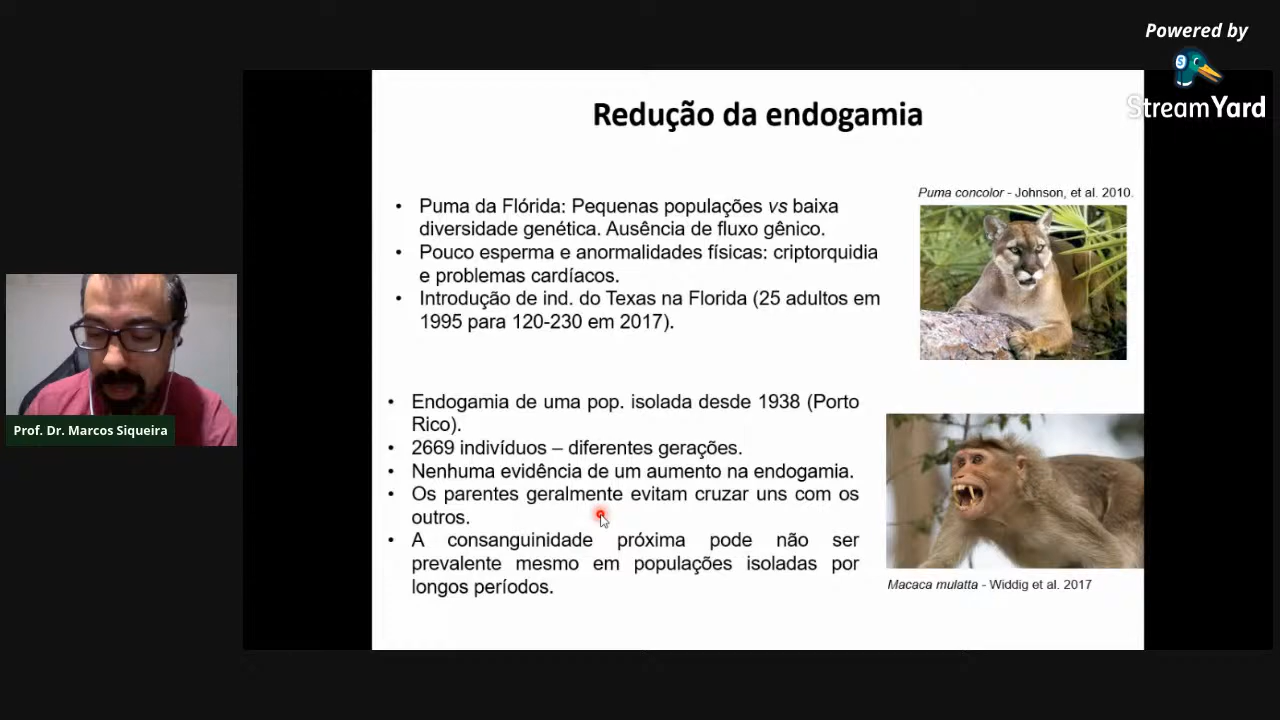 Powered by
StreamYard
Redução da endogamia
Puma concolor - Johnson, et al. 2010.
• Puma da Flórida: Pequenas populações vs baixa
diversidade genética. Ausência de fluxo gênico.
• Pouco esperma e anormalidades físicas: criptorquidia
e problemas cardíacos.
• Introdução de ind. do Texas na Florida (25 adultos em
1995 para 120-230 em 2017).
• Endogamia de uma pop. isolada desde 1938 (Porto
Rico).
• 2669 indivíduos – diferentes gerações.
• Nenhuma evidência de um aumento na endogamia.
• Os parentes geralmente evitam cruzar uns com os
outros.
• A consanguinidade próxima pode não ser
prevalente mesmo em populações isoladas por
longos períodos.
Macaca mulatta - Widdig et al. 2017
Prof. Dr. Marcos Siqueira